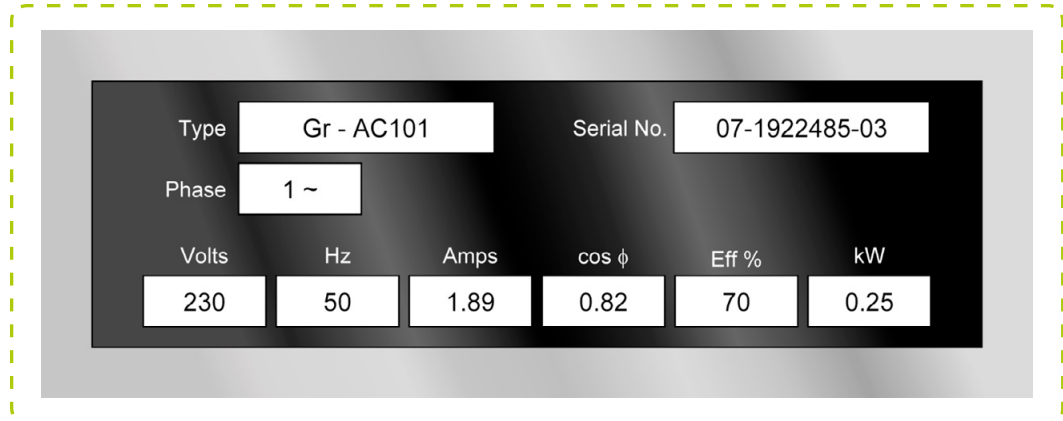 Type Gr - AC101 Serial No. 07-1922485-03
Phase 1 ~
Volts Hz Amps cos ϕ Eff % kW
230 50 1.89 0.82 70 0.25